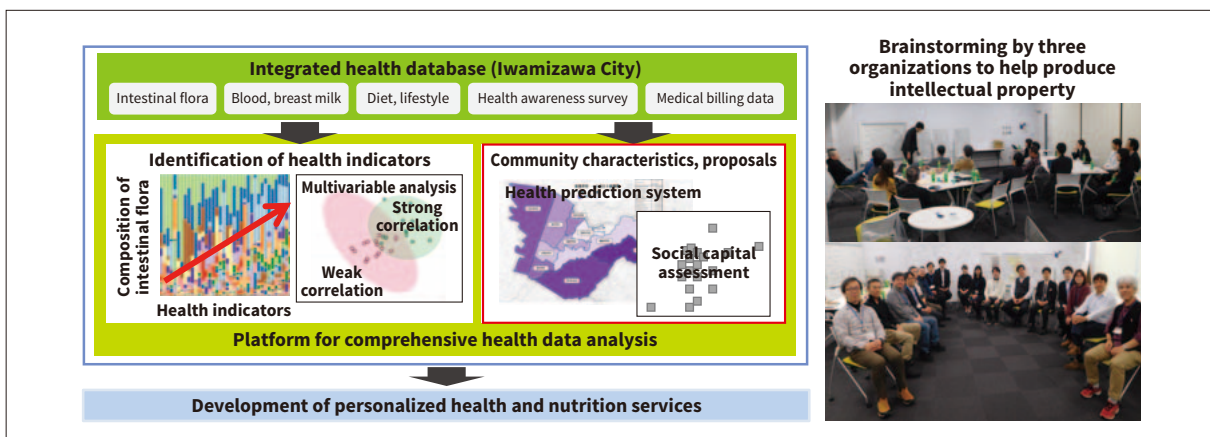 Integrated health database (Iwamizawa City)
Intestinal flora
Blood, breast milk
Diet, lifestyle
Health awareness survey
Medical billing data
Identification of health indicators
Composition of
intestinal flora
Health indicators
Multivariable analysis
Strong
correlation
Weak
correlation
Community characteristics, proposals
Health prediction system
Social capital
assessment
Platform for comprehensive health data analysis
Development of personalized health and nutrition services
Brainstorming by three
organizations to help produce
intellectual property